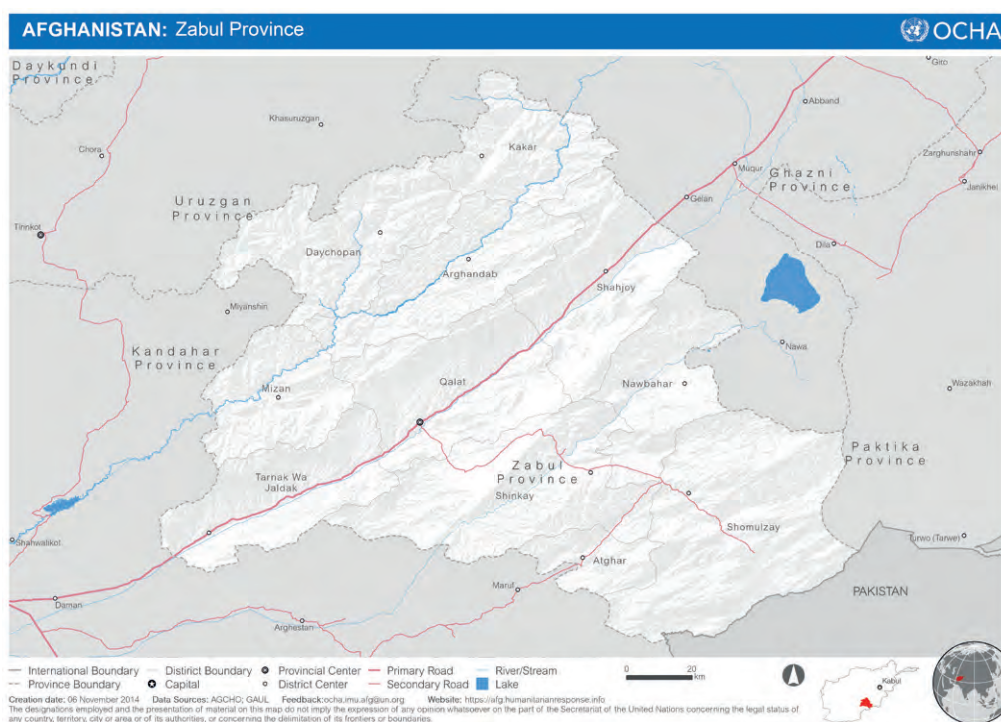 AFGHANISTAN: Zabul Province
OCHA
Daykundi
Province
Giro
Abband
Khasuruzgan
Chora
Kakar
Zarghunshahr
Muqur
Ghazni
Province
Janikhel
Gelan
Uruzgan
Province
Tirinkot
Daychopan
Dila
Arghandab
Shahjoy
Miyanshin
Kandahar
Province
Nawa
Qalat
Nawbahar
Mizan
Wazakhah
Paktika
Province
Zabul
Province
Tarnak Wa
Jaldak
Shinkay
Shomulzay
Shahwalikot
Turwo (Tarwe)
Atghar
Maruf
PAKISTAN
Daman
Arghestan
International Boundary
District Boundary
Provincial Center
Primary Road
River/Stream
0 20
km
Province Boundary
Capital
District Center
Secondary Road
Lake
Kabul
Creation date: 06 November 2014 Data Sources: AGCHO; GAUL Feedback:ocha.imu.afg@un.org Website: https://afg.humanitarianresponse.info
The designations employed and the presentation of material on this map do not imply the expression of any opinion whatsoever on the part of the Secretariat of the United Nations concerning the legal status of
any country, territory, city or area or of its authorities, or concerning the delimitation of its frontiers or boundaries.